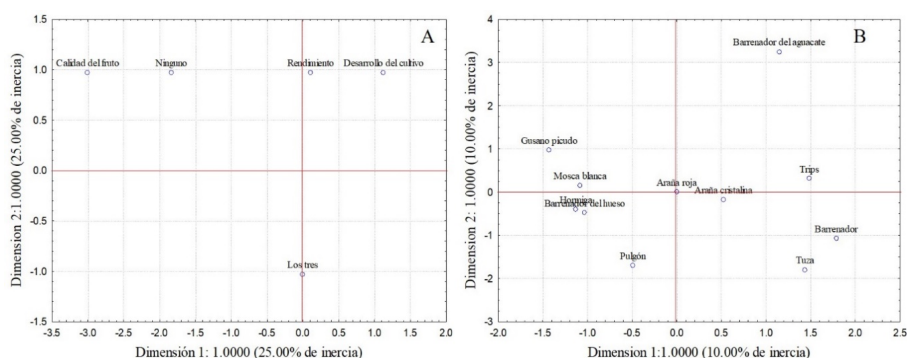 A
1.5
1.0
0.5
0.0
-0.5
-1.0
-1.5
Dimension 2:1.0000 (25.00% de inercia)
Calidad del fruto
Ninguno
Rendimiento
Desarrollo del cultivo
Los tres
-3.5 -3.0 -2.5 -2.0 -1.5 -1.0 -0.5 0.0 0.5 1.0 1.5 2.0
Dimensión 1: 1.0000 (25.00% de inercia)
B
4
3
2
1
0
-1
-2
-3
Dimension 2: 1.0000 (10.00% de inercia)
Barrenador del aguacate
Gusano picudo
Mosca blanca
Araña roja
Trips
Araña cristalina
Hormiga
Barrenador del hueso
Barrenador
Pulgón
Tuza
-2.0 -1.5 -1.0 -0.5 0.0 0.5 1.0 1.5 2.0 2.5
Dimension 1:1.0000 (10.00% de inercia)